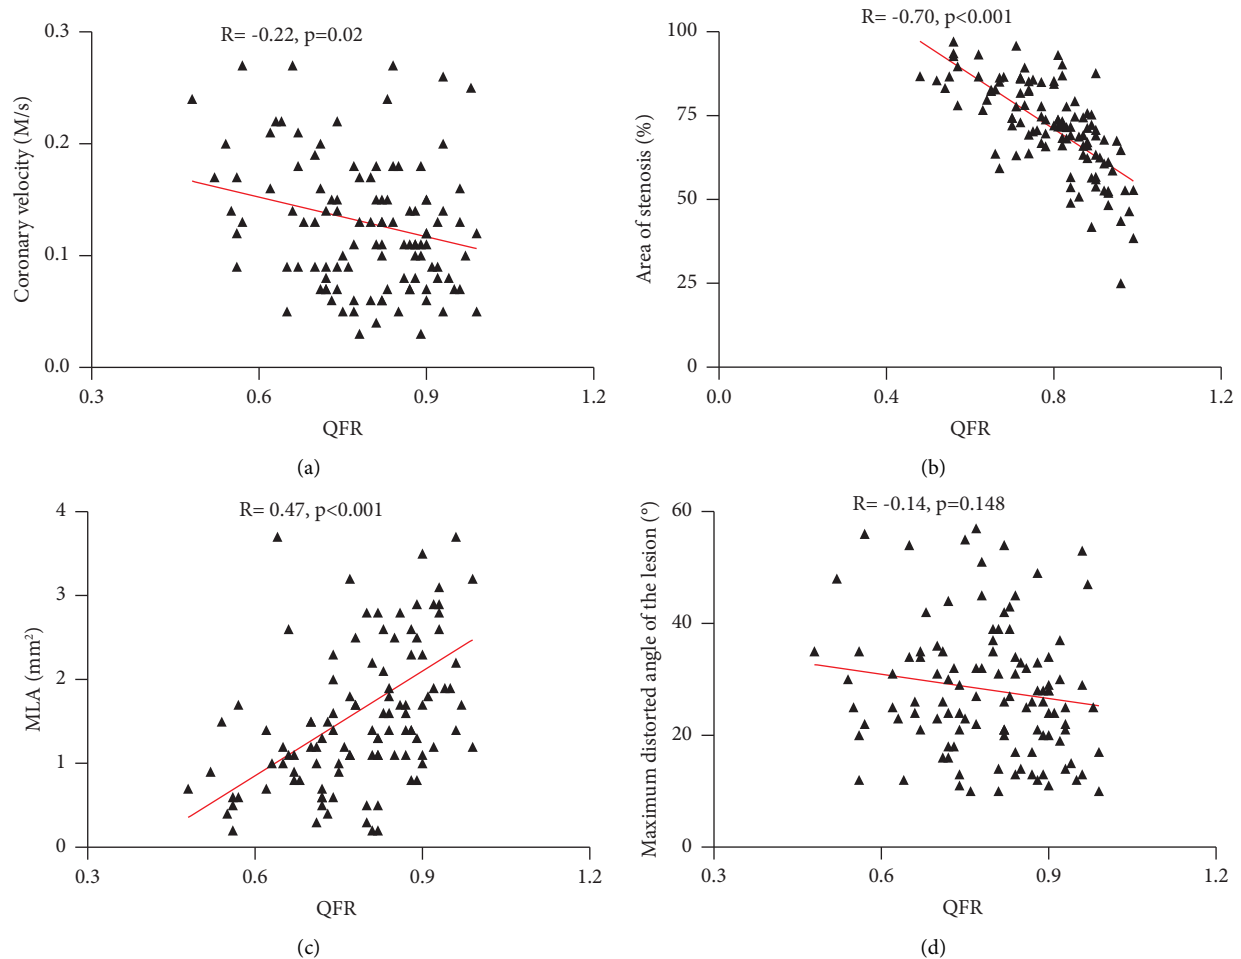 R= -0.22, p=0.02
Coronary velocity (M/s)
0.3
0.2
0.1
0.0
0.3
0.6
0.9
1.2
QFR
(a)
R= -0.70, p<0.001
Area of stenosis (%)
100
75
50
25
0
0.0
0.4
0.8
1.2
QFR
(b)
R= 0.47, p<0.001
MLA (mm²)
4
3
2
1
0
0.3
0.6
0.9
1.2
QFR
(c)
R= -0.14, p=0.148
Maximum distorted angle of the lesion (°)
60
40
20
0
0.3
0.6
0.9
1.2
QFR
(d)